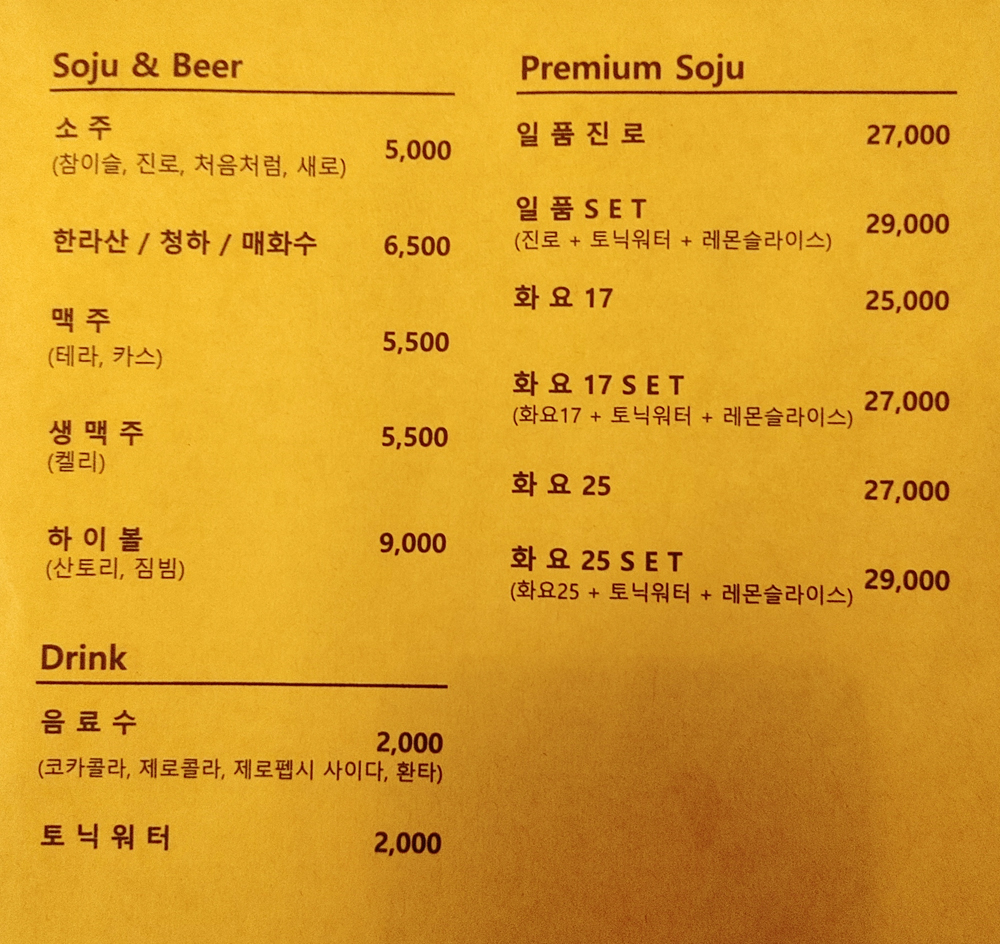 Soju & Beer
소 주
(참이슬, 진로, 처음처럼, 새로)
5,000
한라산 / 청하 / 매화수 6,500
맥 주
(테라, 카스)
5,500
생 맥 주
(켈리)
5,500
하 이 볼
(산토리, 짐빔)
9,000
Drink
음 료 수
2,000
(코카콜라, 제로콜라, 제로펩시 사이다, 환타)
토 닉 워 터 2,000
Premium Soju
일 품 진 로 27,000
일 품 S E T
(진로 + 토닉워터 + 레몬슬라이스)
29,000
화 요 17 25,000
화 요 17 S E T
(화요17 + 토닉워터 + 레몬슬라이스)
27,000
화 요 25 27,000
화 요 25 S E T
(화요25 + 토닉워터 + 레몬슬라이스)
29,000